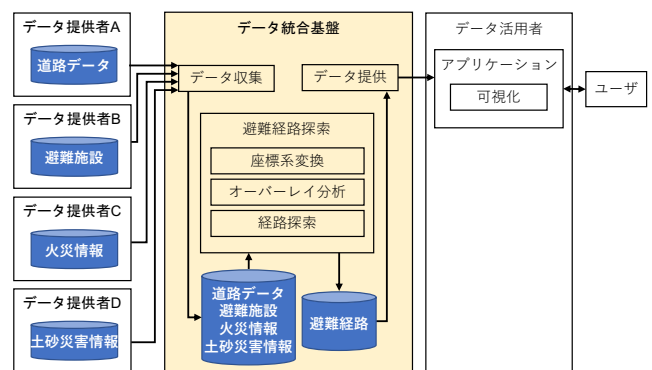 データ提供者A
道路データ
データ提供者B
避難施設
データ提供者C
火災情報
データ提供者D
土砂災害情報
データ統合基盤
データ収集
データ提供
避難経路探索
座標系変換
オーバーレイ分析
経路探索
道路データ
避難施設
火災情報
土砂災害情報
避難経路
データ活用者
アプリケーション
可視化
ユーザ